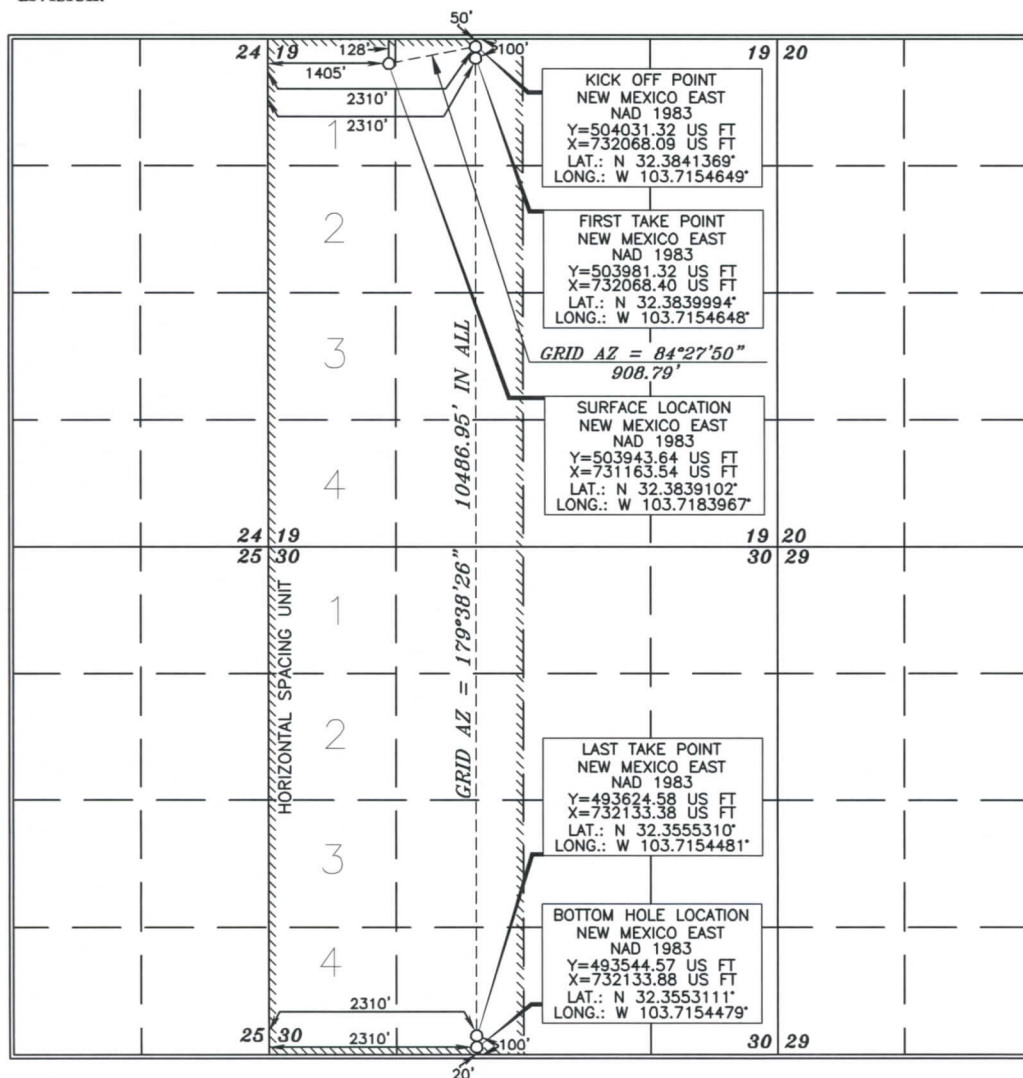 50'
24 19
128'
100'
19 20
1405'
2310'
2310'
KICK OFF POINT
NEW MEXICO EAST
NAD 1983
Y=504031.32 US FT
X=732068.09 US FT
LAT.: N 32.3841369°
LONG.: W 103.7154649°
1
2
FIRST TAKE POINT
NEW MEXICO EAST
NAD 1983
Y=503981.32 US FT
X=732068.40 US FT
LAT.: N 32.3839994°
LONG.: W 103.7154648°
3
GRID AZ = 84°27'50"
908.79'
10486.95' IN ALL
SURFACE LOCATION
NEW MEXICO EAST
NAD 1983
Y=503943.64 US FT
X=731163.54 US FT
LAT.: N 32.3839102°
LONG.: W 103.7183967°
4
24 19
25 30
19 20
30 29
HORIZONTAL SPACING UNIT
1
GRID AZ = 179°38'26"
2
LAST TAKE POINT
NEW MEXICO EAST
NAD 1983
Y=493624.58 US FT
X=732133.38 US FT
LAT.: N 32.3555310°
LONG.: W 103.7154481°
3
BOTTOM HOLE LOCATION
NEW MEXICO EAST
NAD 1983
Y=493544.57 US FT
X=732133.88 US FT
LAT.: N 32.3553111°
LONG.: W 103.7154479°
4
2310'
25 30
2310'
100'
30 29
20'